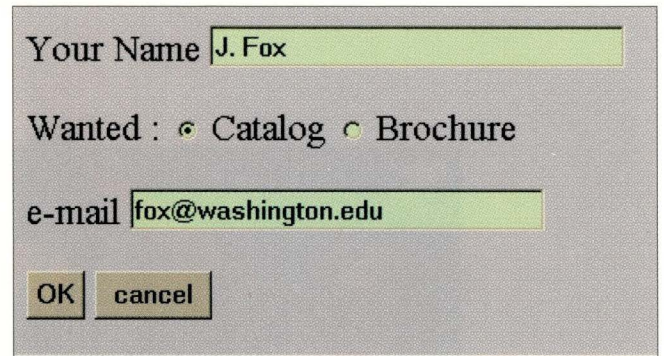 Your Name J. Fox
Wanted : Catalog Brochure
e-mail fox@washington.edu
OK cancel